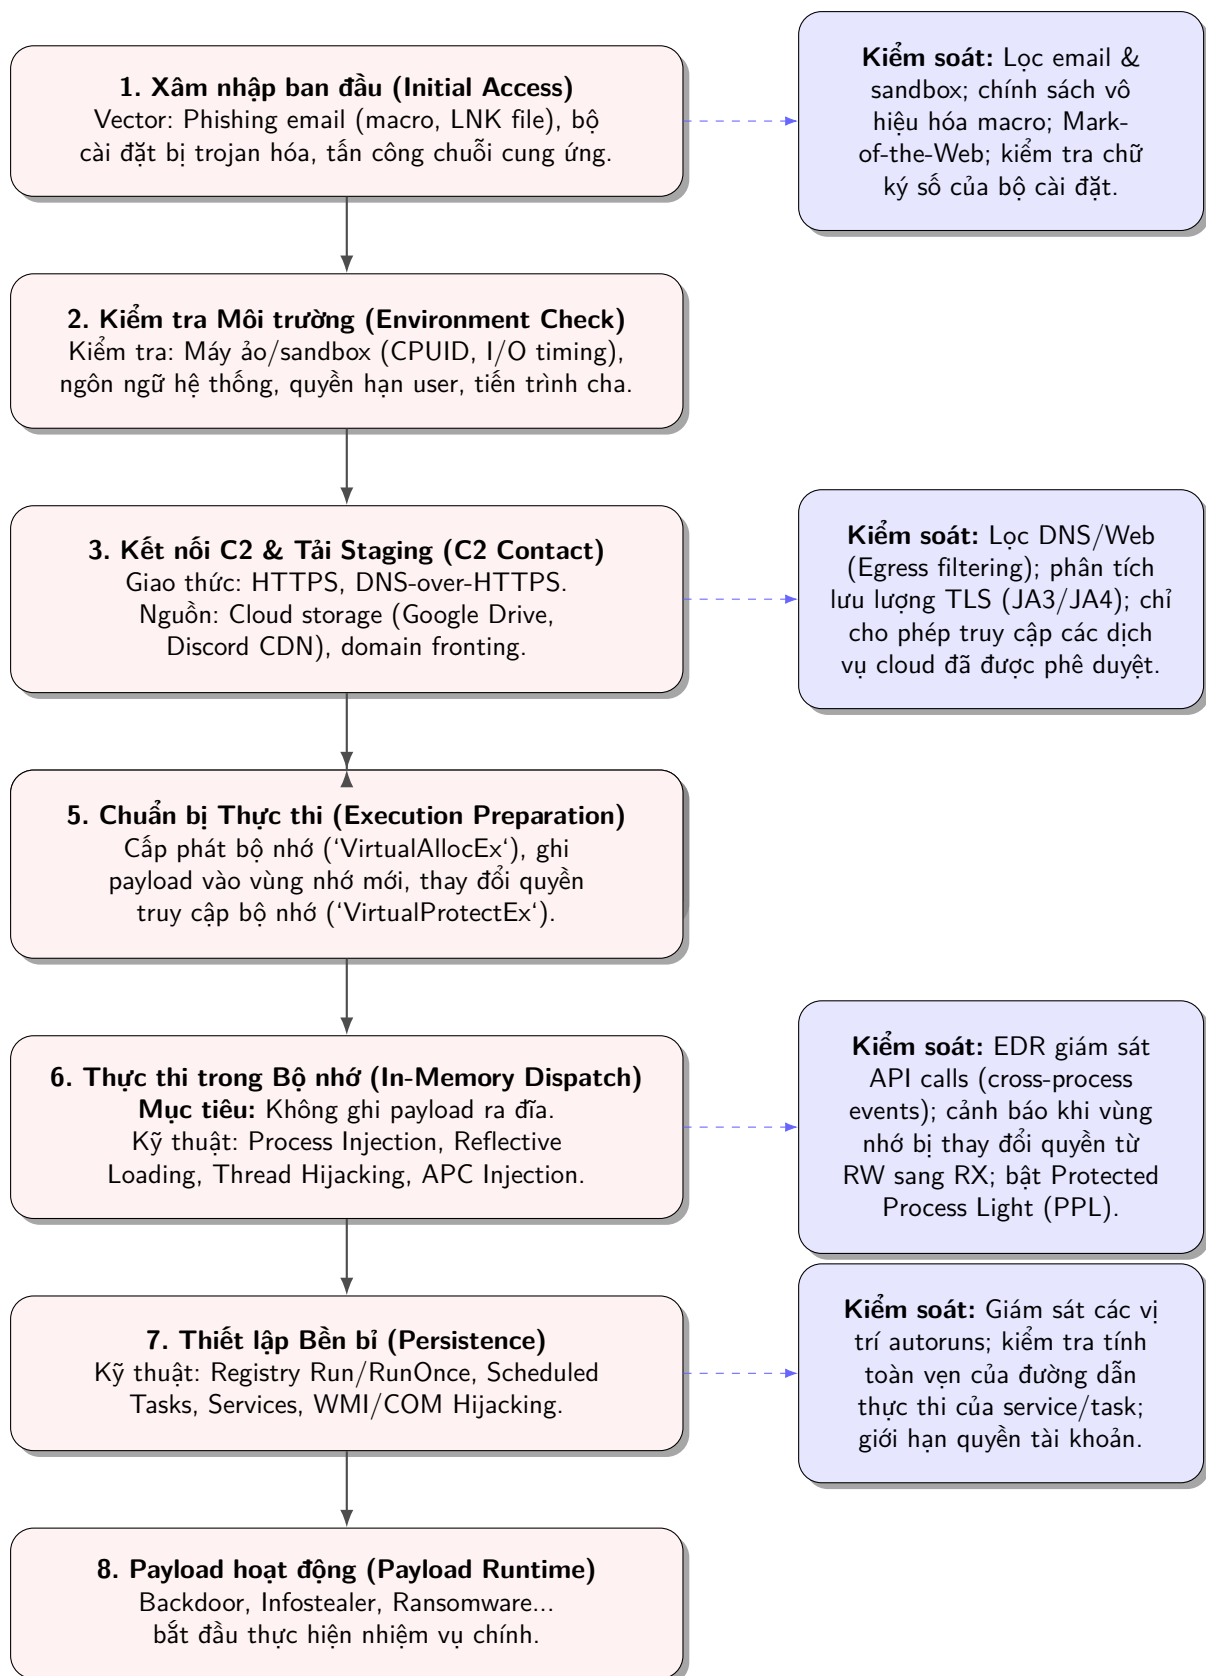 1. Xâm nhập ban đầu (Initial Access)
Vector: Phishing email (macro, LNK file), bộ
cài đặt bị trojan hóa, tấn công chuỗi cung ứng.
Kiểm soát: Lọc email &
sandbox; chính sách vô
hiệu hóa macro; Mark-
of-the-Web; kiểm tra chữ
ký số của bộ cài đặt.
2. Kiểm tra Môi trường (Environment Check)
Kiểm tra: Máy ảo/sandbox (CPUID, I/O timing),
ngôn ngữ hệ thống, quyền hạn user, tiến trình cha.
3. Kết nối C2 & Tải Staging (C2 Contact)
Giao thức: HTTPS, DNS-over-HTTPS.
Nguồn: Cloud storage (Google Drive,
Discord CDN), domain fronting.
Kiểm soát: Lọc DNS/Web
(Egress filtering); phân tích
lưu lượng TLS (JA3/JA4); chỉ
cho phép truy cập các dịch
vụ cloud đã được phê duyệt.
5. Chuẩn bị Thực thi (Execution Preparation)
Cấp phát bộ nhớ (‘VirtualAllocEx‘), ghi
payload vào vùng nhớ mới, thay đổi quyền
truy cập bộ nhớ (‘VirtualProtectEx‘).
6. Thực thi trong Bộ nhớ (In-Memory Dispatch)
Mục tiêu: Không ghi payload ra đĩa.
Kỹ thuật: Process Injection, Reflective
Loading, Thread Hijacking, APC Injection.
Kiểm soát: EDR giám sát
API calls (cross-process
events); cảnh báo khi vùng
nhớ bị thay đổi quyền từ
RW sang RX; bật Protected
Process Light (PPL).
7. Thiết lập Bền bỉ (Persistence)
Kỹ thuật: Registry Run/RunOnce, Scheduled
Tasks, Services, WMI/COM Hijacking.
Kiểm soát: Giám sát các vị
trí autoruns; kiểm tra tính
toàn vẹn của đường dẫn
thực thi của service/task;
giới hạn quyền tài khoản.
8. Payload hoạt động (Payload Runtime)
Backdoor, Infostealer, Ransomware...
bắt đầu thực hiện nhiệm vụ chính.